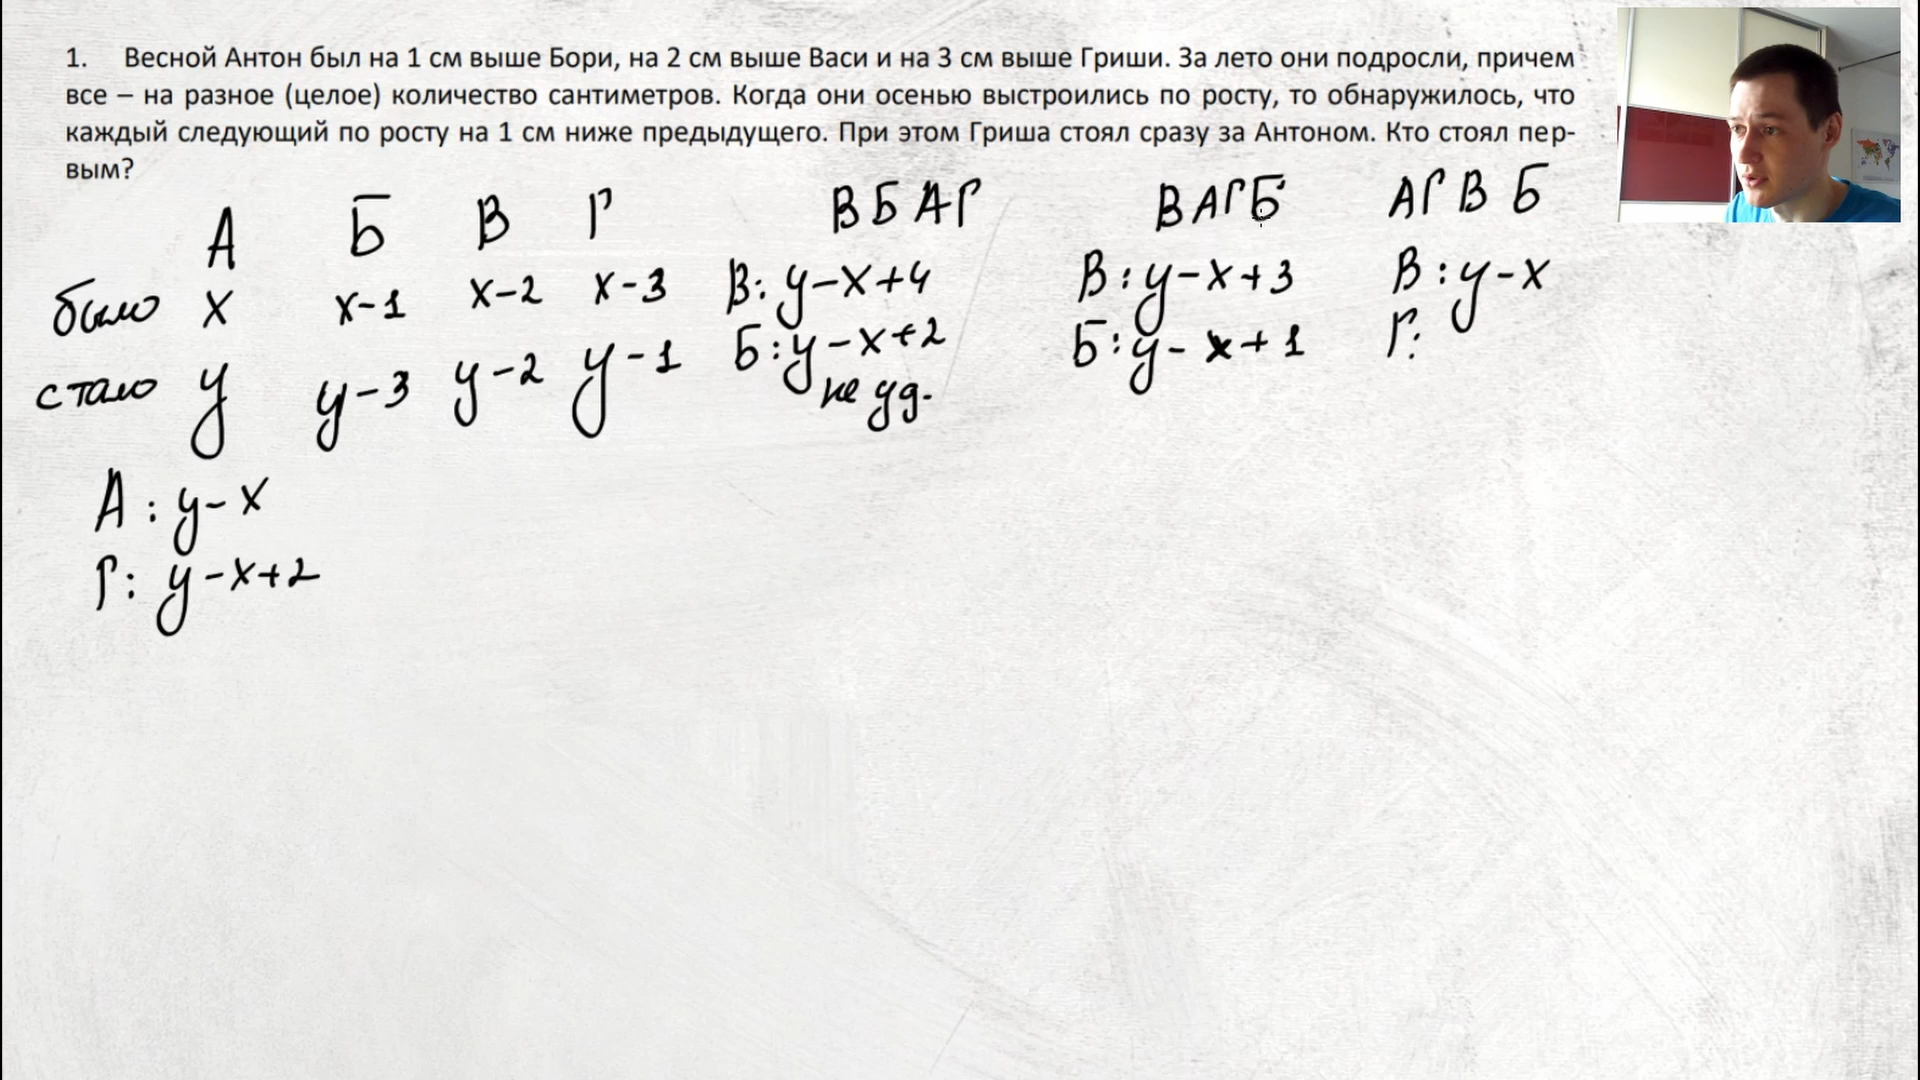 1. Весной Антон был на 1 см выше Бори, на 2 см выше Васи и на 3 см выше Гриши. За лето они подросли, причем
все – на разное (целое) количество сантиметров. Когда они осенью выстроились по росту, то обнаружилось, что
каждый следующий по росту на 1 см ниже предыдущего. При этом Гриша стоял сразу за Антоном. Кто стоял пер-
вым?
А Б В Г
было x x-1 x-2 x-3
стало y y-3 y-2 y-1
А: y-x
Г: y-x+2
В Б А Г
В: y-x+4
Б: y-x+2
не уд.
В А Г Б
В: y-x+3
Б: y-x+1
А Г В Б
В: y-x
Г: